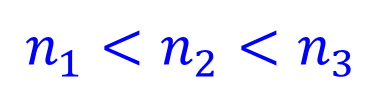 n₁ < n₂ < n₃